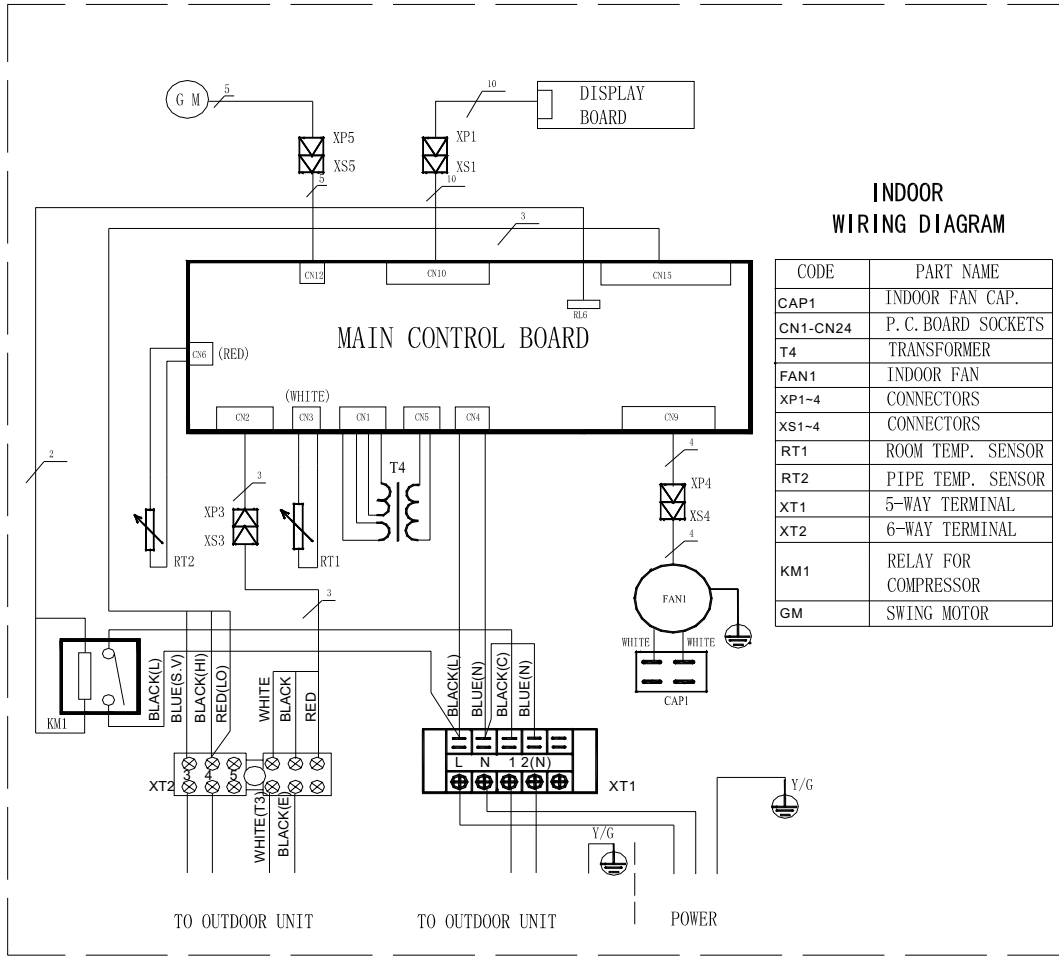 G M
5
10
DISPLAY
BOARD
XP5
XS5
XP1
XS1
5
10
3
INDOOR
WIRING DIAGRAM
CODE PART NAME
CAP1 INDOOR FAN CAP.
CN1-CN24 P.C.BOARD SOCKETS
T4 TRANSFORMER
FAN1 INDOOR FAN
XP1~4 CONNECTORS
XS1~4 CONNECTORS
RT1 ROOM TEMP. SENSOR
RT2 PIPE TEMP. SENSOR
XT1 5-WAY TERMINAL
XT2 6-WAY TERMINAL
KM1 RELAY FOR
COMPRESSOR
GM SWING MOTOR
CN12
CN10
CN15
RL6
MAIN CONTROL BOARD
CN6 (RED)
(WHITE)
CN2
CN3
CN1
CN5
CN4
CN9
2
3
4
T4
XP3
XS3
XP4
XS4
RT2
RT1
4
3
FAN1
WHITE WHITE
CAP1
KM1
BLACK(L)
BLUE(S.V)
BLACK(HI)
RED(LO)
WHITE
BLACK
RED
BLACK(L)
BLUE(N)
BLACK(C)
BLUE(N)
XT2
3 4 5
L N 1 2(N)
XT1
WHITE(T3)
BLACK(E)
Y/G
Y/G
TO OUTDOOR UNIT
TO OUTDOOR UNIT
POWER